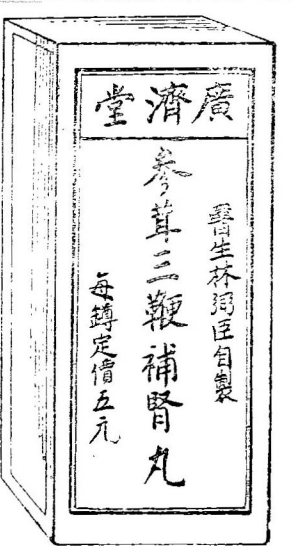 廣濟堂
醫生林弼臣自製
參茸三鞭補腎丸
每罇定價五元